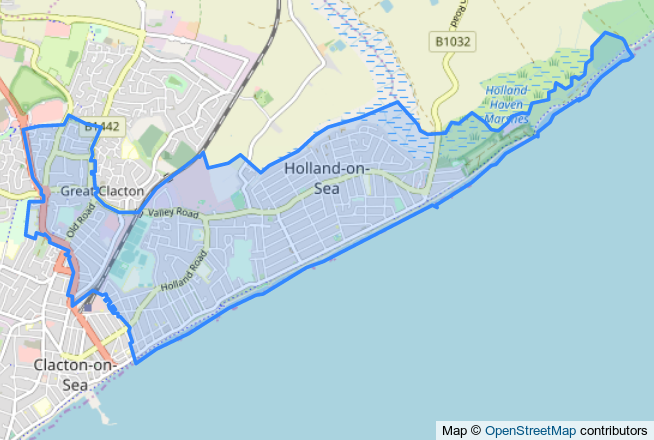 n Road
B1032
Holland
Haven
Marshes
B1442
Holland-on-
Sea
Great Clacton
Valley Road
Old Road
Holland Road
Clacton-on-
Sea
Map © OpenStreetMap contributors